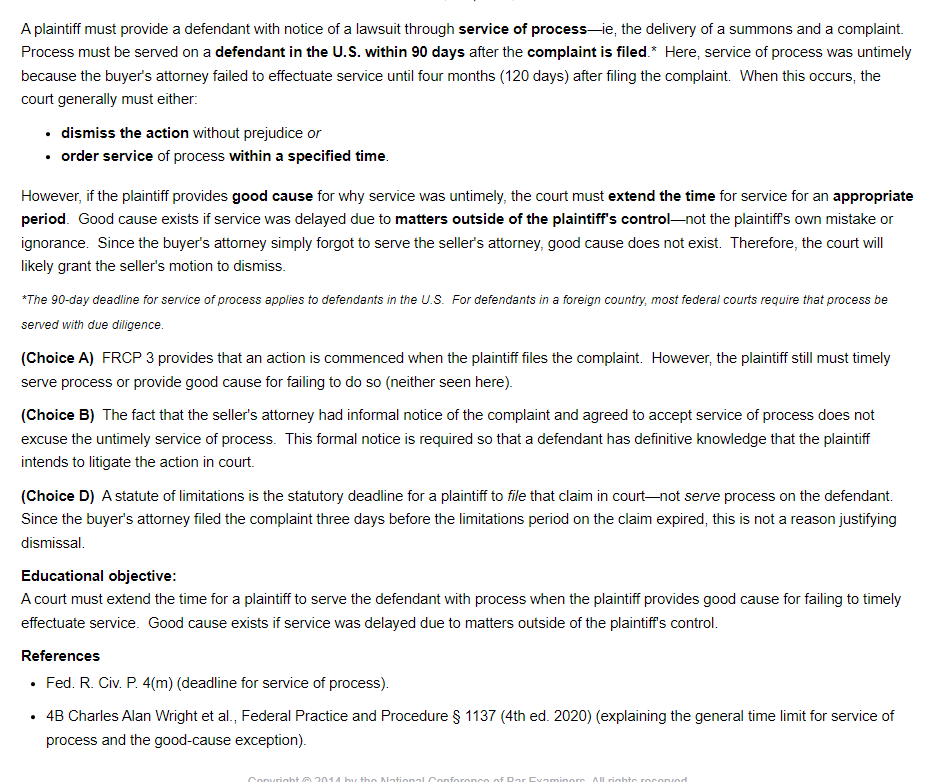 A plaintiff must provide a defendant with notice of a lawsuit through service of process—ie, the delivery of a summons and a complaint.
Process must be served on a defendant in the U.S. within 90 days after the complaint is filed.* Here, service of process was untimely
because the buyer's attorney failed to effectuate service until four months (120 days) after filing the complaint. When this occurs, the
court generally must either:
• dismiss the action without prejudice or
• order service of process within a specified time.
However, if the plaintiff provides good cause for why service was untimely, the court must extend the time for service for an appropriate
period. Good cause exists if service was delayed due to matters outside of the plaintiff's control—not the plaintiff's own mistake or
ignorance. Since the buyer's attorney simply forgot to serve the seller's attorney, good cause does not exist. Therefore, the court will
likely grant the seller's motion to dismiss.
*The 90-day deadline for service of process applies to defendants in the U.S. For defendants in a foreign country, most federal courts require that process be
served with due diligence.
(Choice A) FRCP 3 provides that an action is commenced when the plaintiff files the complaint. However, the plaintiff still must timely
serve process or provide good cause for failing to do so (neither seen here).
(Choice B) The fact that the seller's attorney had informal notice of the complaint and agreed to accept service of process does not
excuse the untimely service of process. This formal notice is required so that a defendant has definitive knowledge that the plaintiff
intends to litigate the action in court.
(Choice D) A statute of limitations is the statutory deadline for a plaintiff to file that claim in court—not serve process on the defendant.
Since the buyer's attorney filed the complaint three days before the limitations period on the claim expired, this is not a reason justifying
dismissal.
Educational objective:
A court must extend the time for a plaintiff to serve the defendant with process when the plaintiff provides good cause for failing to timely
effectuate service. Good cause exists if service was delayed due to matters outside of the plaintiff's control.
References
• Fed. R. Civ. P. 4(m) (deadline for service of process).
• 4B Charles Alan Wright et al., Federal Practice and Procedure § 1137 (4th ed. 2020) (explaining the general time limit for service of
process and the good-cause exception).
Copyright © 2014 by the National Conference of Bar Examiners. All rights reserved.